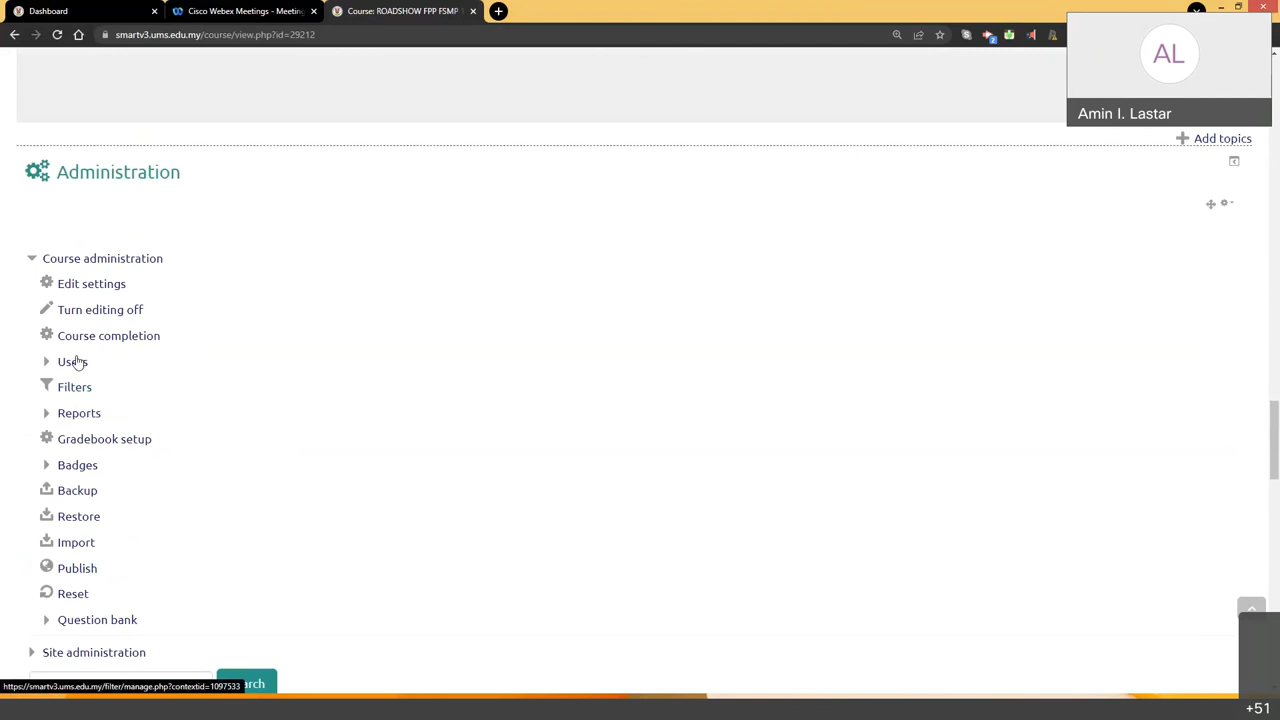 Dashboard
Cisco Webex Meetings - Meetin
Course: ROADSHOW FPP FSMP
smartv3.ums.edu.my/course/view.php?id=29212
AL
Amin I. Lastar
Add topics
Administration
Course administration
Edit settings
Turn editing off
Course completion
Users
Filters
Reports
Gradebook setup
Badges
Backup
Restore
Import
Publish
Reset
Question bank
Site administration
arch
https://smartv3.ums.edu.my/filter/manage.php?contextid=1097533
+51